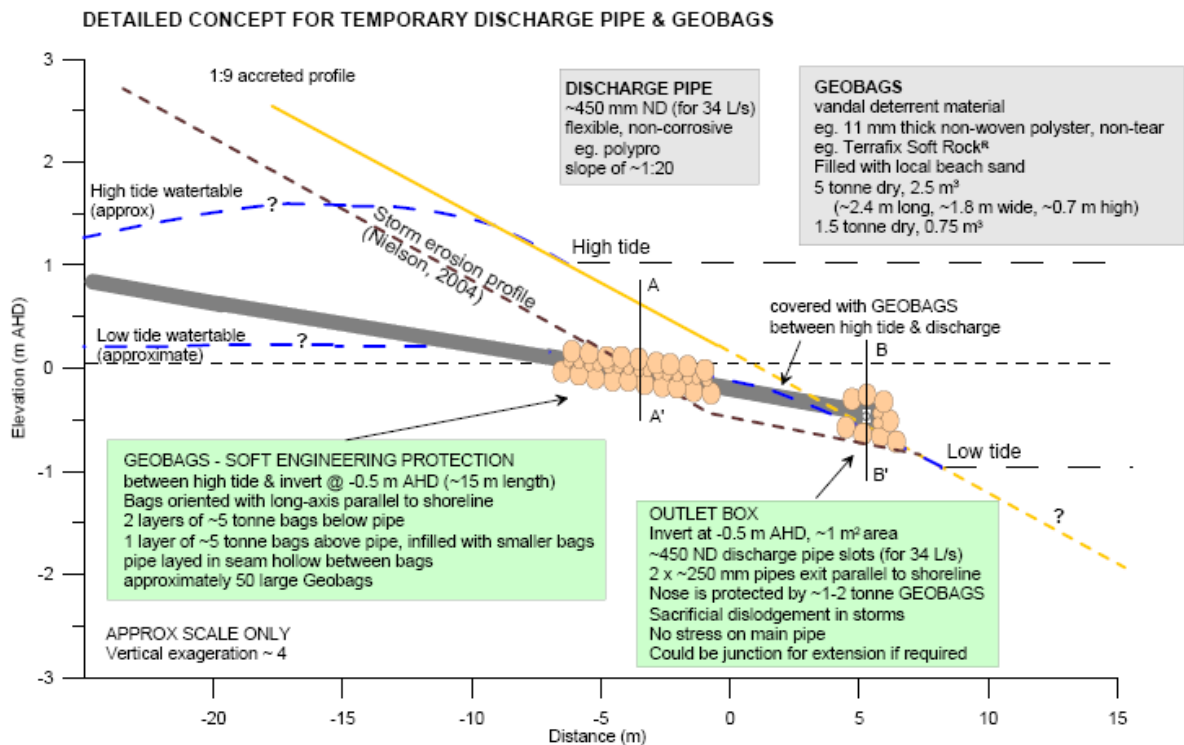 DETAILED CONCEPT FOR TEMPORARY DISCHARGE PIPE & GEOBAGS
3
2
1
0
-1
-2
-3
Elevation (m AHD)
1:9 accreted profile
DISCHARGE PIPE
~450 mm ND (for 34 L/s)
flexible, non-corrosive
eg. polypro
slope of ~1:20
GEOBAGS
vandal deterrent material
eg. 11 mm thick non-woven polyster, non-tear
eg. Terrafix Soft Rockᴿ
Filled with local beach sand
5 tonne dry, 2.5 m³
(~2.4 m long, ~1.8 m wide, ~0.7 m high)
1.5 tonne dry, 0.75 m³
High tide watertable
(approx)
?
Storm erosion profile
(Nielson, 2004)
High tide
A
covered with GEOBAGS
between high tide & discharge
B
Low tide watertable
(approximate)
?
A'
B'
Low tide
?
GEOBAGS - SOFT ENGINEERING PROTECTION
between high tide & invert @ -0.5 m AHD (~15 m length)
Bags oriented with long-axis parallel to shoreline
2 layers of ~5 tonne bags below pipe
1 layer of ~5 tonne bags above pipe, infilled with smaller bags
pipe layed in seam hollow between bags
approximately 50 large Geobags
OUTLET BOX
Invert at -0.5 m AHD, ~1 m² area
~450 ND discharge pipe slots (for 34 L/s)
2 x ~250 mm pipes exit parallel to shoreline
Nose is protected by ~1-2 tonne GEOBAGS
Sacrificial dislodgement in storms
No stress on main pipe
Could be junction for extension if required
APPROX SCALE ONLY
Vertical exageration ~ 4
-20
-15
-10
-5
0
5
10
15
Distance (m)